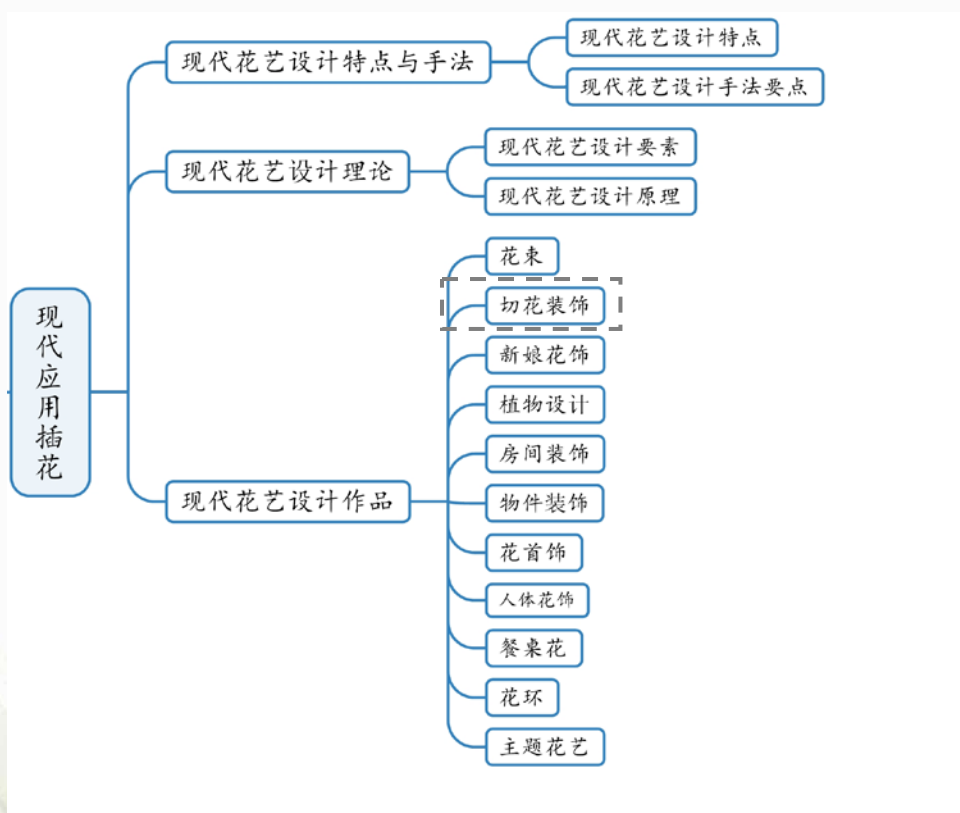 现代花艺设计特点
现代花艺设计特点与手法
现代花艺设计手法要点
现代花艺设计要素
现代花艺设计理论
现代花艺设计原理
花束
切花装饰
现代应用插花
新娘花饰
植物设计
房间装饰
现代花艺设计作品
物件装饰
花首饰
人体花饰
餐桌花
花环
主题花艺